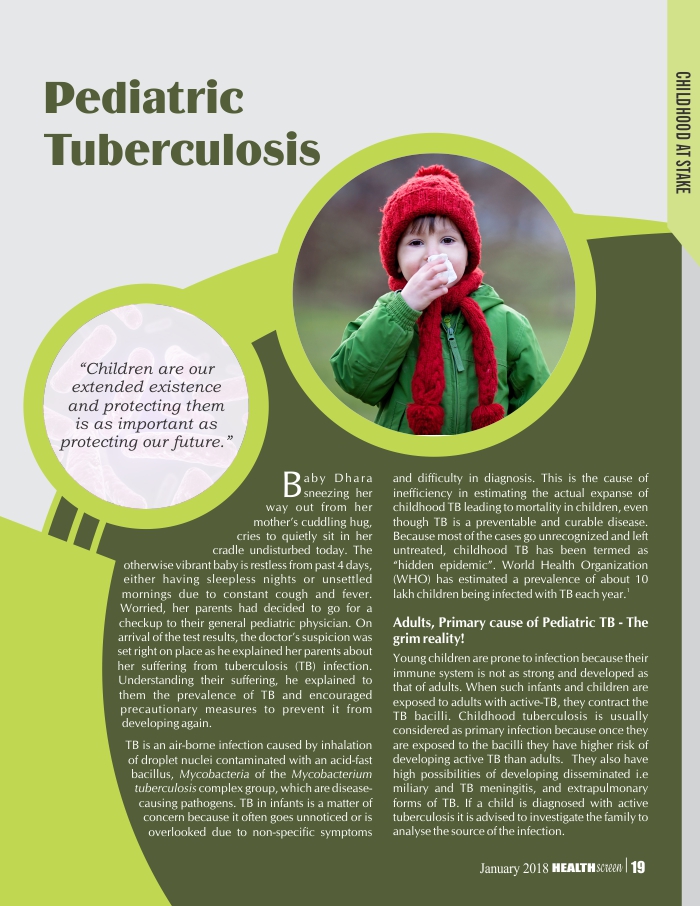 Pediatric
Tuberculosis
CHILDHOOD AT STAKE
“Children are our
extended existence
and protecting them
is as important as
protecting our future.”
Baby Dhara
sneezing her
way out from her
mother’s cuddling hug,
cries to quietly sit in her
cradle undisturbed today. The
otherwise vibrant baby is restless from past 4 days,
either having sleepless nights or unsettled
mornings due to constant cough and fever.
Worried, her parents had decided to go for a
checkup to their general pediatric physician. On
arrival of the test results, the doctor’s suspicion was
set right on place as he explained her parents about
her suffering from tuberculosis (TB) infection.
Understanding their suffering, he explained to
them the prevalence of TB and encouraged
precautionary measures to prevent it from
developing again.
TB is an air-borne infection caused by inhalation
of droplet nuclei contaminated with an acid-fast
bacillus, Mycobacteria of the Mycobacterium
tuberculosis complex group, which are disease-
causing pathogens. TB in infants is a matter of
concern because it often goes unnoticed or is
overlooked due to non-specific symptoms
and difficulty in diagnosis. This is the cause of
inefficiency in estimating the actual expanse of
childhood TB leading to mortality in children, even
though TB is a preventable and curable disease.
Because most of the cases go unrecognized and left
untreated, childhood TB has been termed as
“hidden epidemic”. World Health Organization
(WHO) has estimated a prevalence of about 10
lakh children being infected with TB each year.1
Adults, Primary cause of Pediatric TB - The
grim reality!
Young children are prone to infection because their
immune system is not as strong and developed as
that of adults. When such infants and children are
exposed to adults with active-TB, they contract the
TB bacilli. Childhood tuberculosis is usually
considered as primary infection because once they
are exposed to the bacilli they have higher risk of
developing active TB than adults. They also have
high possibilities of developing disseminated i.e
miliary and TB meningitis, and extrapulmonary
forms of TB. If a child is diagnosed with active
tuberculosis it is advised to investigate the family to
analyse the source of the infection.
January 2018 HEALTHscreen | 19